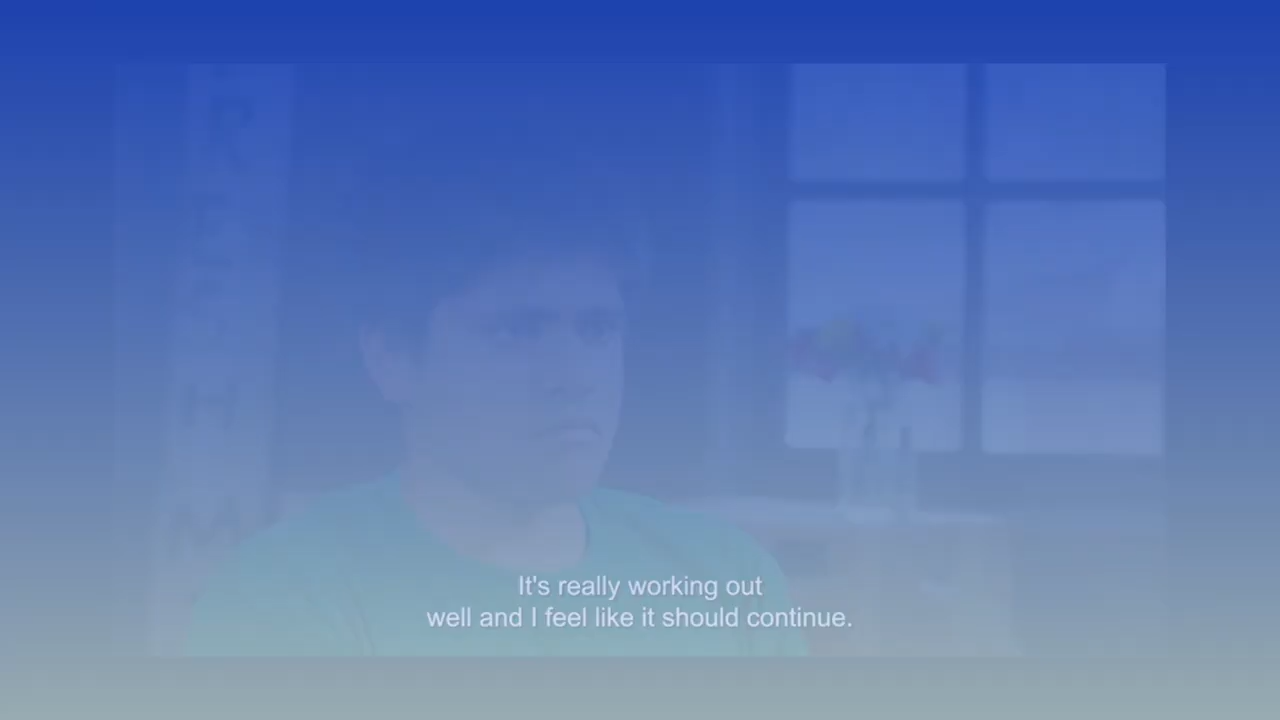 It's really working out
well and I feel like it should continue.